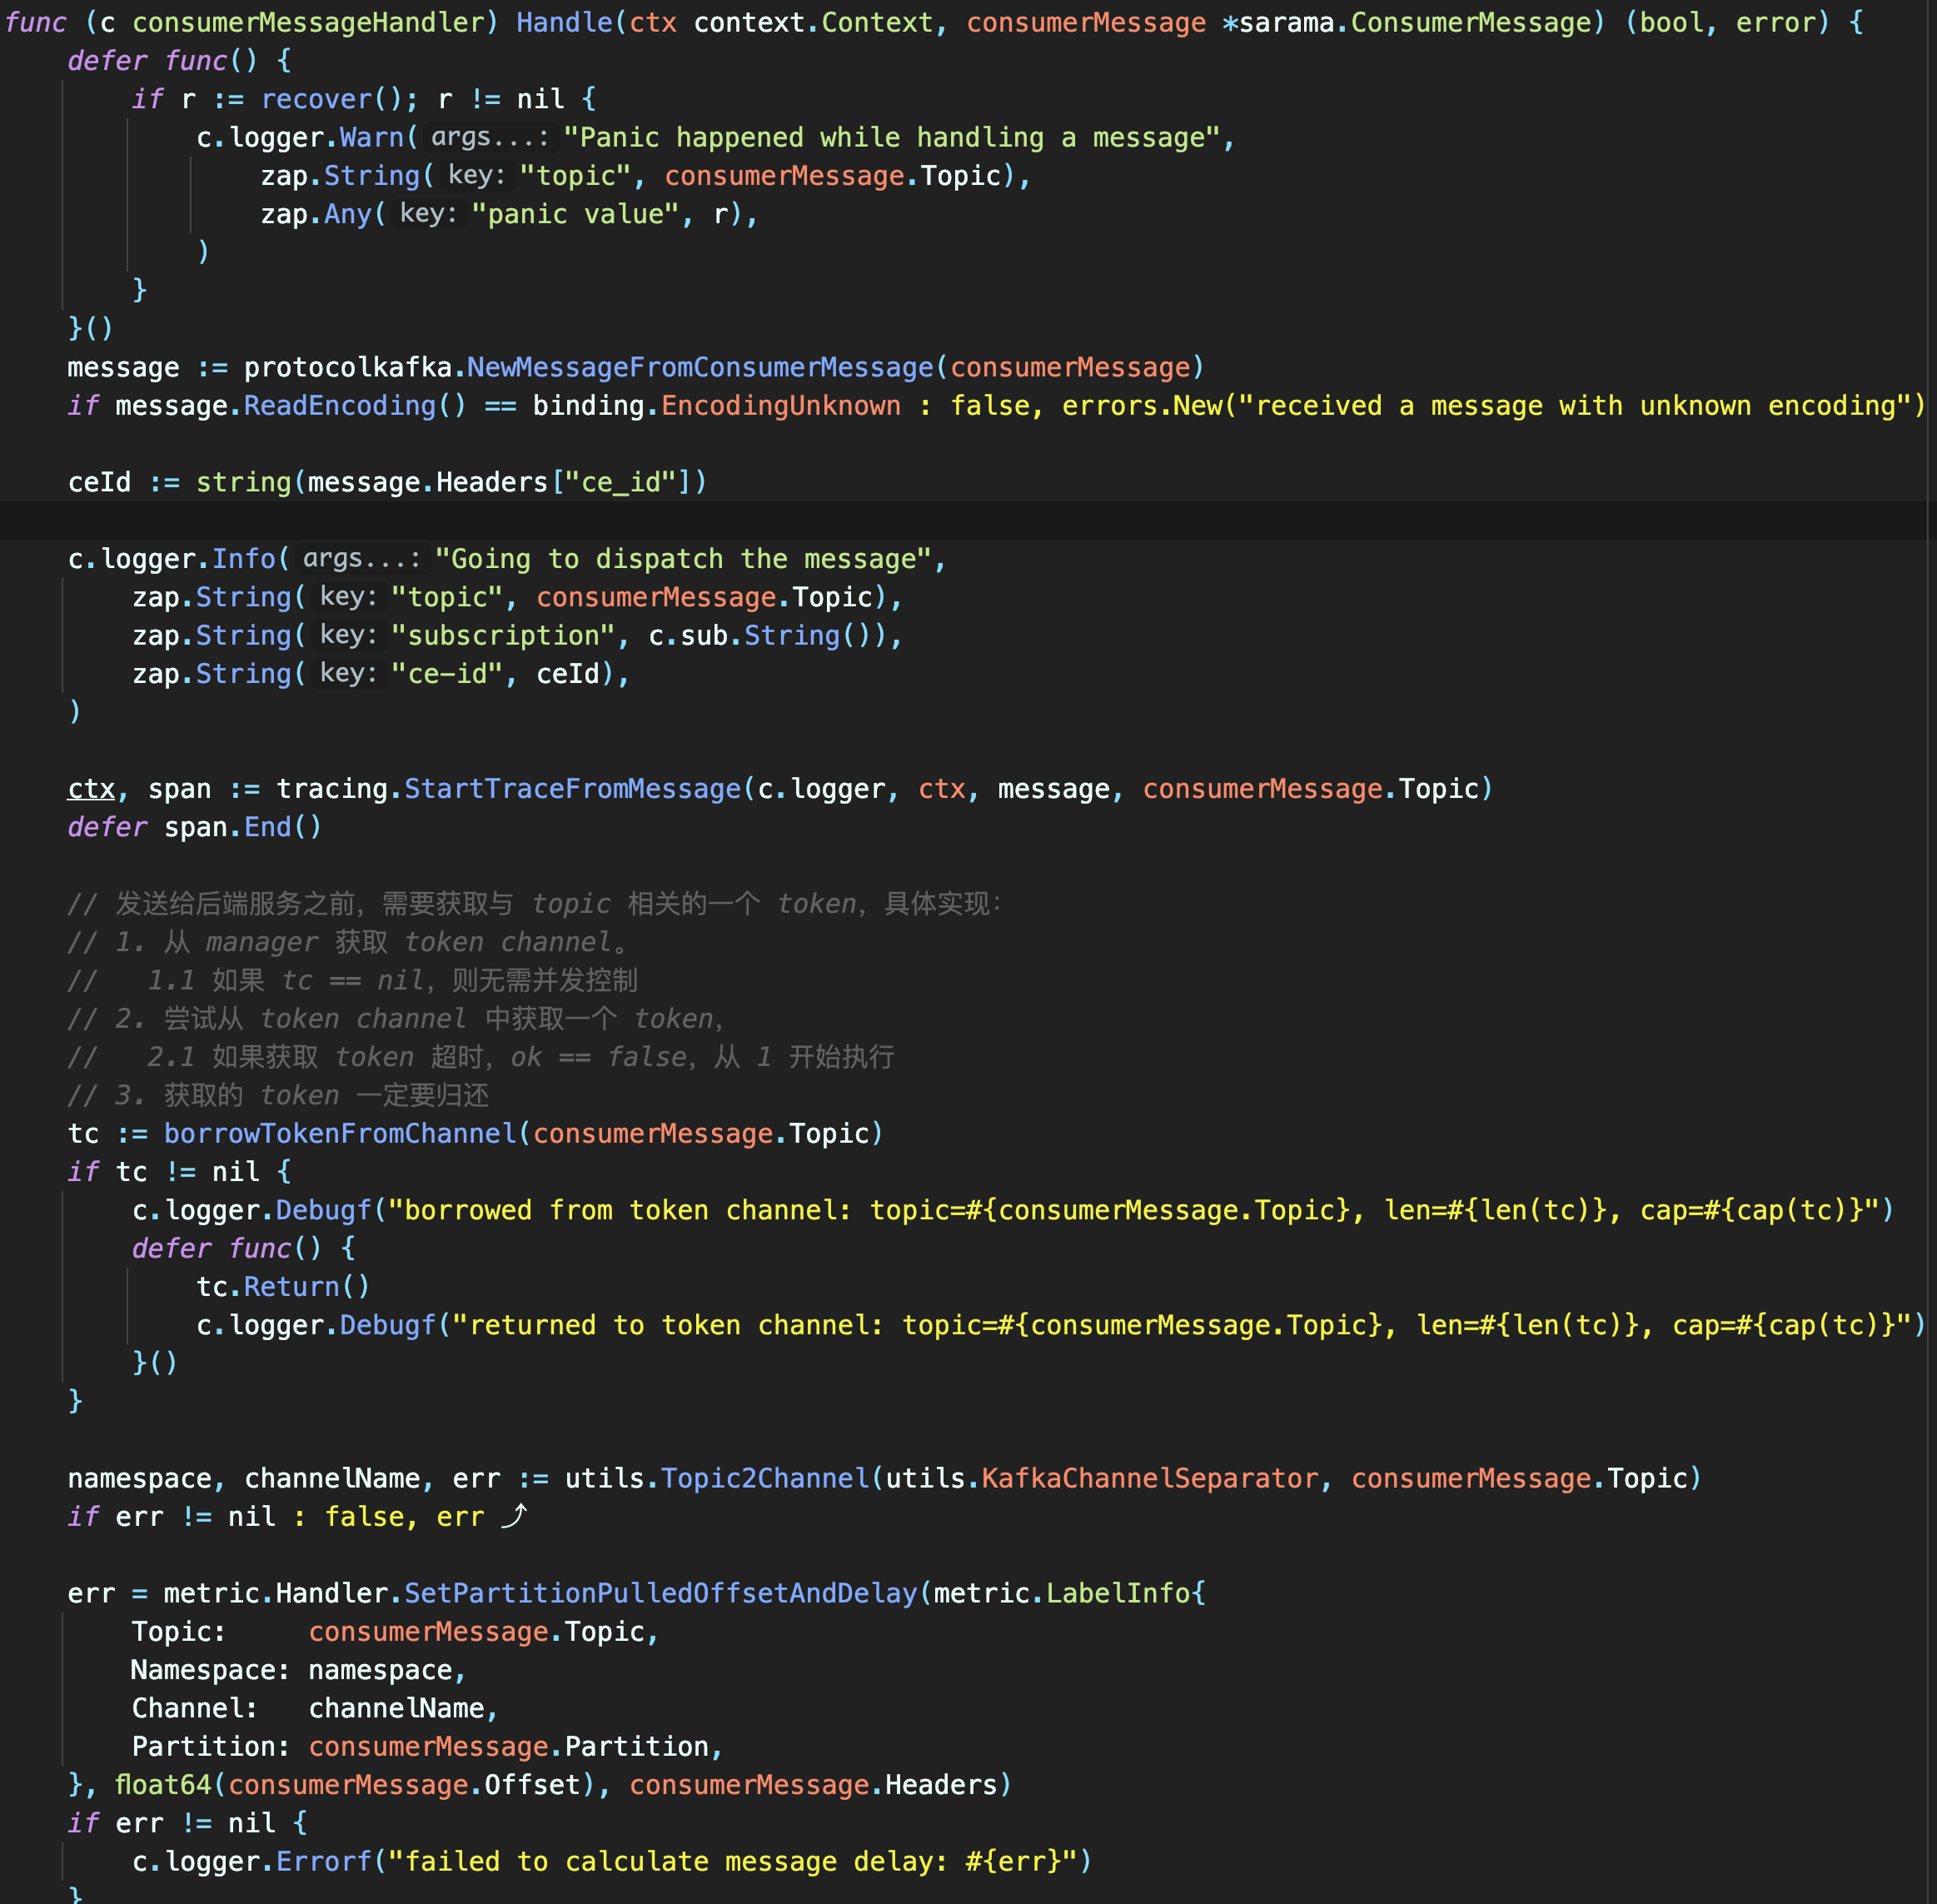 func (c consumerMessageHandler) Handle(ctx context.Context, consumerMessage *sarama.ConsumerMessage) (bool, error) {
    defer func() {
        if r := recover(); r != nil {
            c.logger.Warn( args...: "Panic happened while handling a message",
                zap.String( key: "topic", consumerMessage.Topic),
                zap.Any( key: "panic value", r),
            )
        }
    }()
    message := protocolkafka.NewMessageFromConsumerMessage(consumerMessage)
    if message.ReadEncoding() == binding.EncodingUnknown : false, errors.New("received a message with unknown encoding")
    ceId := string(message.Headers["ce_id"])
    c.logger.Info( args...: "Going to dispatch the message",
        zap.String( key: "topic", consumerMessage.Topic),
        zap.String( key: "subscription", c.sub.String()),
        zap.String( key: "ce-id", ceId),
    )
    ctx, span := tracing.StartTraceFromMessage(c.logger, ctx, message, consumerMessage.Topic)
    defer span.End()
    // 发送给后端服务之前，需要获取与 topic 相关的一个 token，具体实现：
    // 1. 从 manager 获取 token channel。
    //   1.1 如果 tc == nil，则无需并发控制
    // 2. 尝试从 token channel 中获取一个 token，
    //   2.1 如果获取 token 超时，ok == false，从 1 开始执行
    // 3. 获取的 token 一定要归还
    tc := borrowTokenFromChannel(consumerMessage.Topic)
    if tc != nil {
        c.logger.Debugf("borrowed from token channel: topic=#{consumerMessage.Topic}, len=#{len(tc)}, cap=#{cap(tc)}")
        defer func() {
            tc.Return()
            c.logger.Debugf("returned to token channel: topic=#{consumerMessage.Topic}, len=#{len(tc)}, cap=#{cap(tc)}")
        }()
    }
    namespace, channelName, err := utils.Topic2Channel(utils.KafkaChannelSeparator, consumerMessage.Topic)
    if err != nil : false, err ⤴
    err = metric.Handler.SetPartitionPulledOffsetAndDelay(metric.LabelInfo{
        Topic:     consumerMessage.Topic,
        Namespace: namespace,
        Channel:   channelName,
        Partition: consumerMessage.Partition,
    }, float64(consumerMessage.Offset), consumerMessage.Headers)
    if err != nil {
        c.logger.Errorf("failed to calculate message delay: #{err}")
    }